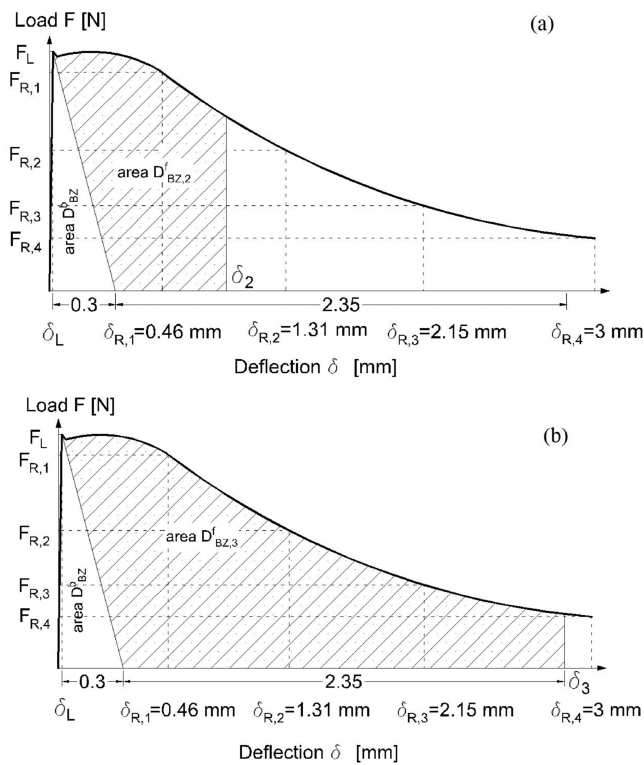 Load F [N]
(a)
F_L
F_R,1
F_R,2
F_R,3
F_R,4
area D^b_BZ
area D^f_BZ,2
δ_2
0.3
2.35
δ_L
δ_R,1=0.46 mm
δ_R,2=1.31 mm
δ_R,3=2.15 mm
δ_R,4=3 mm
Deflection δ [mm]
Load F [N]
(b)
F_L
F_R,1
F_R,2
F_R,3
F_R,4
area D^b_BZ
area D^f_BZ,3
0.3
2.35
δ_3
δ_L
δ_R,1=0.46 mm
δ_R,2=1.31 mm
δ_R,3=2.15 mm
δ_R,4=3 mm
Deflection δ [mm]